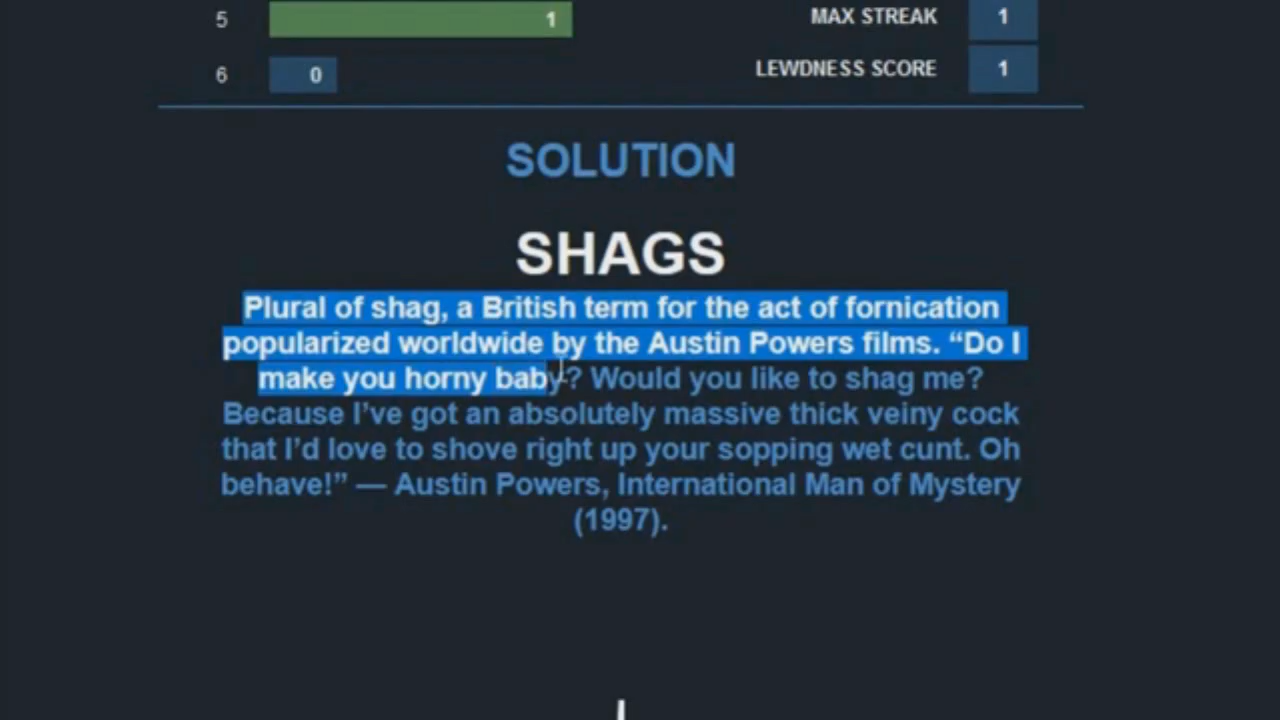 5 1 MAX STREAK 1
6 0 LEWDNESS SCORE 1
SOLUTION
SHAGS
Plural of shag, a British term for the act of fornication
popularized worldwide by the Austin Powers films. “Do I
make you horny baby? Would you like to shag me?
Because I’ve got an absolutely massive thick veiny cock
that I’d love to shove right up your sopping wet cunt. Oh
behave!” — Austin Powers, International Man of Mystery
(1997).